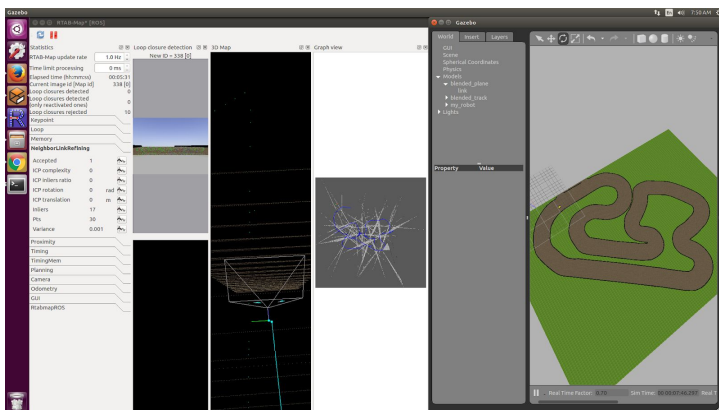 Gazebo
En
7:50 AM
RTAB-Map* [ROS]
Statistics
RTAB-Map update rate 1.0 Hz
Time limit processing 0 ms
Elapsed time (hh:mm:ss) 00:05:31
Current image id [Map id] 338 [0]
Loop closures detected 0
Loop closures detected
(only reactivated ones) 0
Loop closures rejected 10
Keypoint
Loop
Memory
NeighborLinkRefining
Accepted 1
ICP complexity 0
ICP inliers ratio 0
ICP rotation 0 rad
ICP translation 0 m
Inliers 17
Pts 30
Variance 0.001
Proximity
Timing
TimingMem
Planning
Camera
Odometry
GUI
RtabmapROS
Loop closure detection
New ID = 338 [0]
3D Map
Graph view
Gazebo
World Insert Layers
GUI
Scene
Spherical Coordinates
Physics
Models
blended_plane
link
blended_track
my_robot
Lights
Property Value
Real Time Factor: 0.70
Sim Time:
Real T